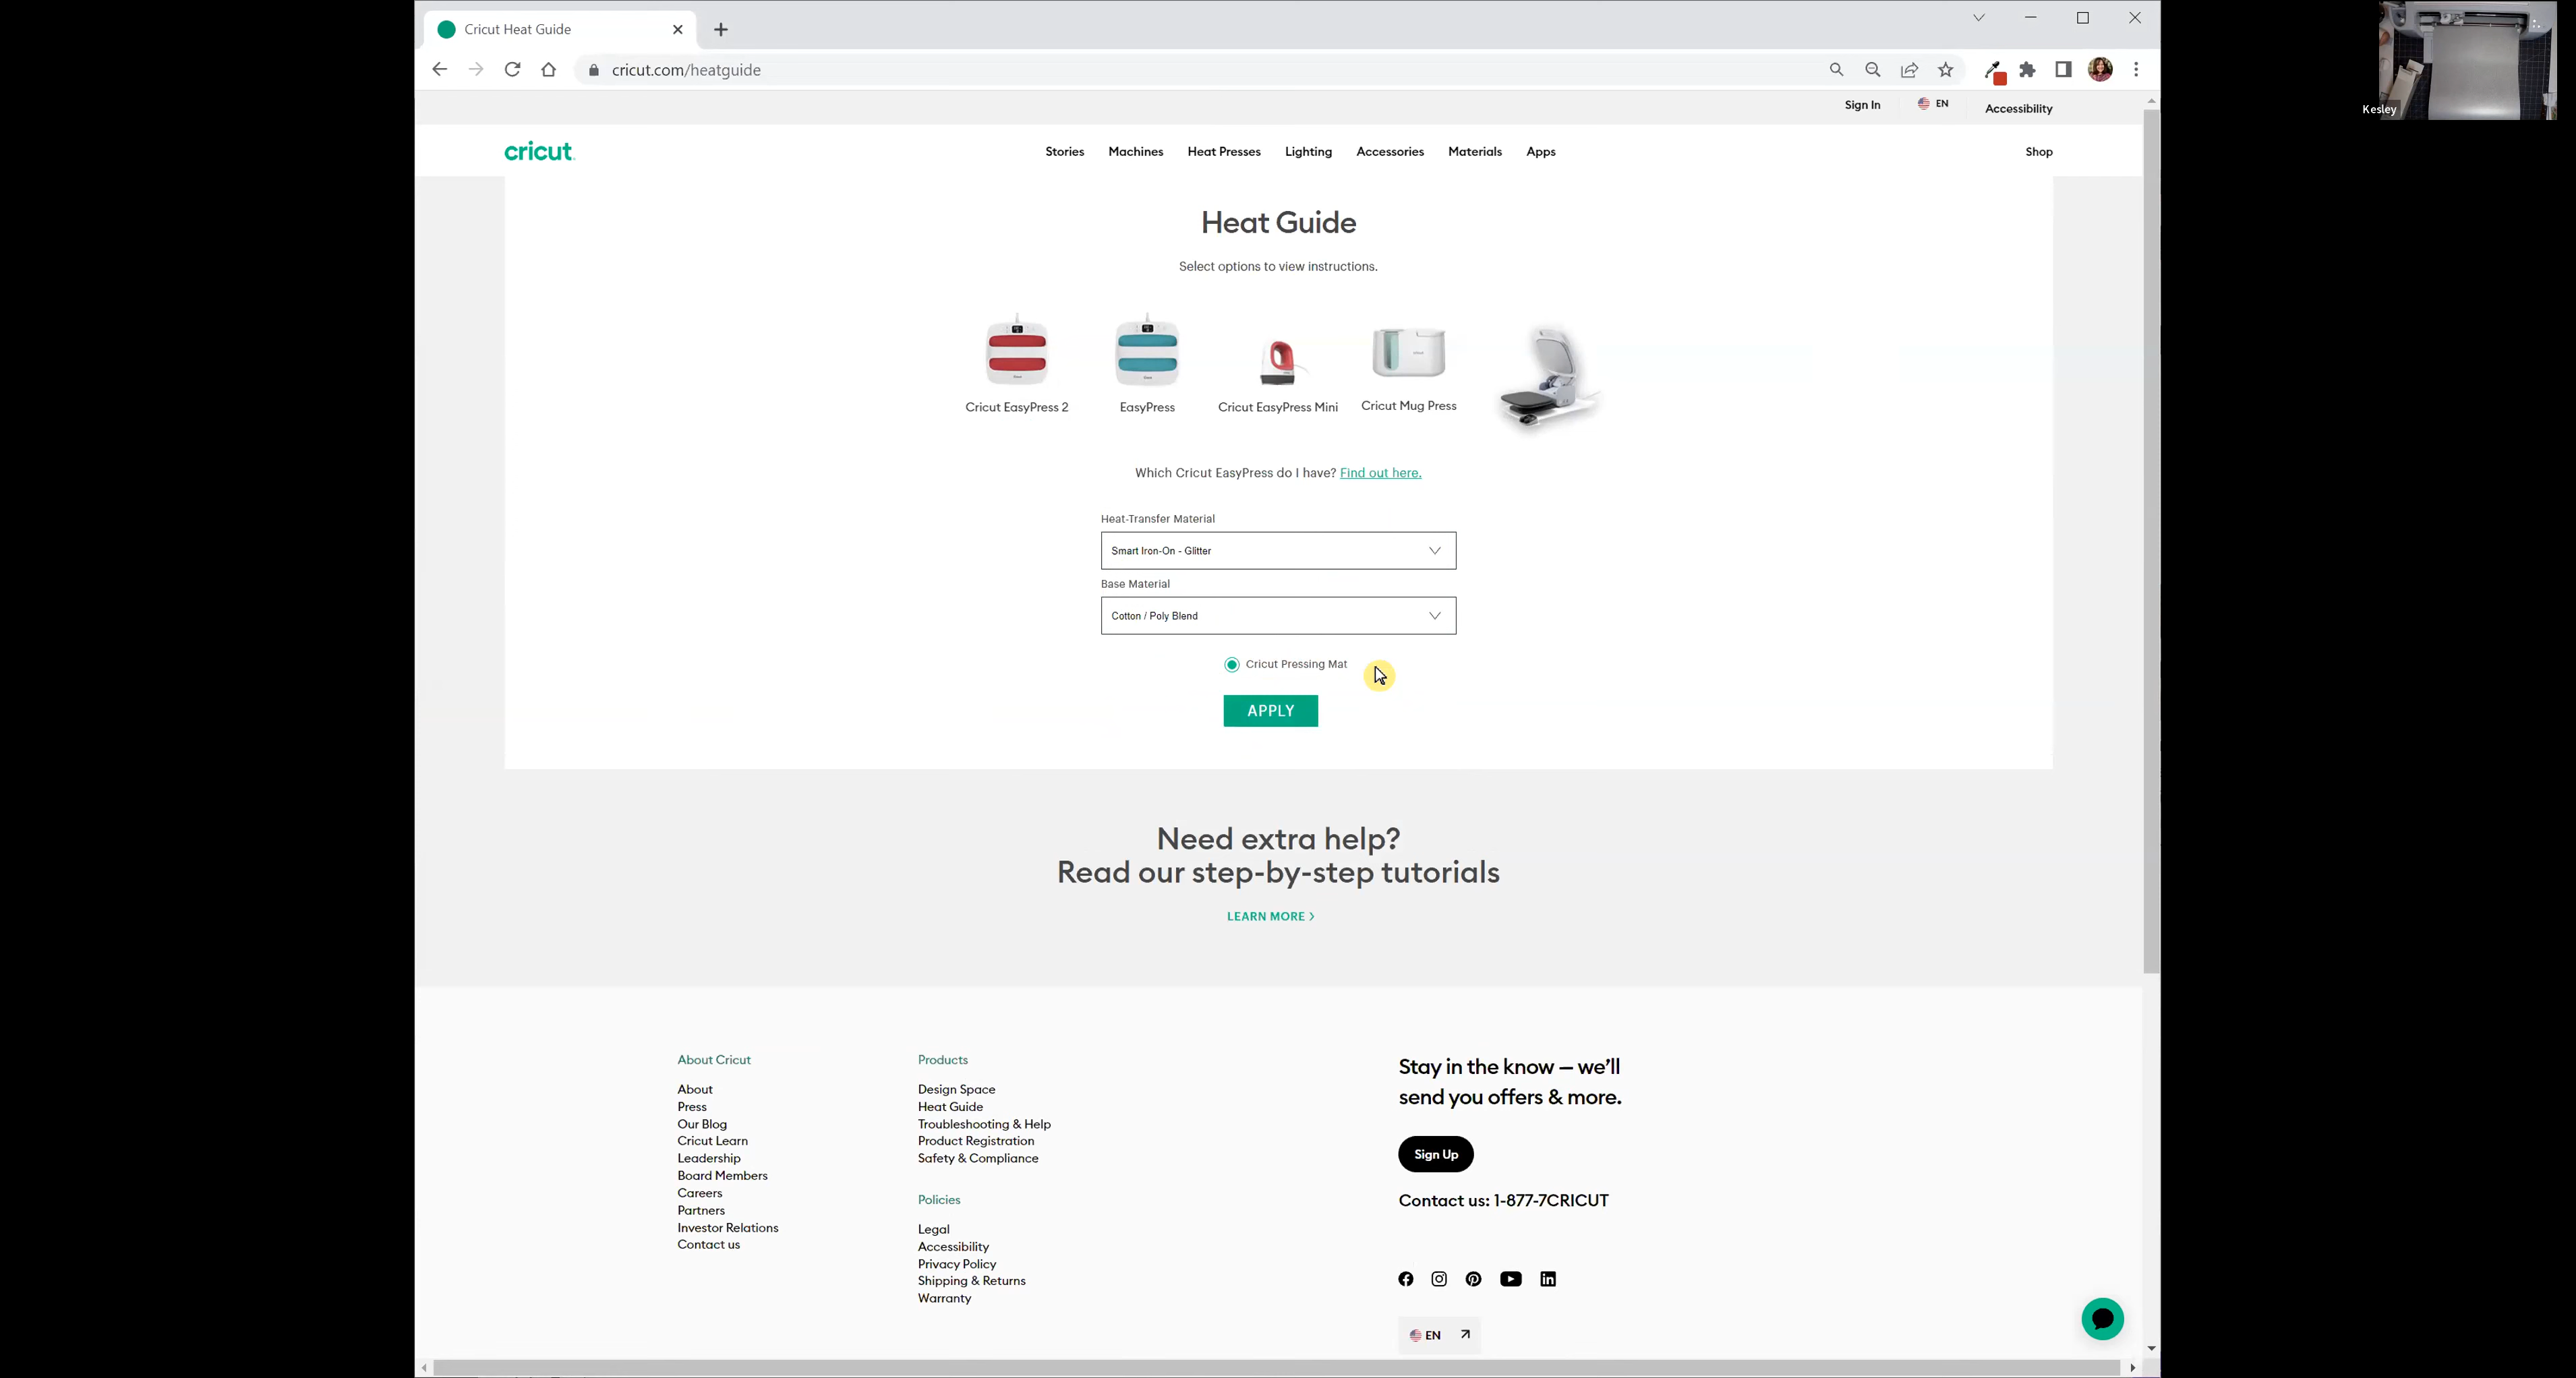 Cricut Heat Guide
cricut.com/heatguide
Kesley
Sign In
EN
Accessibility
cricut
Stories
Machines
Heat Presses
Lighting
Accessories
Materials
Apps
Shop
Heat Guide
Select options to view instructions.
Cricut EasyPress 2
EasyPress
Cricut EasyPress Mini
Cricut Mug Press
Which Cricut EasyPress do I have? Find out here.
Heat-Transfer Material
Smart Iron-On - Glitter
Base Material
Cotton / Poly Blend
Cricut Pressing Mat
APPLY
Need extra help?
Read our step-by-step tutorials
LEARN MORE >
About Cricut
About
Press
Our Blog
Cricut Learn
Leadership
Board Members
Careers
Partners
Investor Relations
Contact us
Products
Design Space
Heat Guide
Troubleshooting & Help
Product Registration
Safety & Compliance
Policies
Legal
Accessibility
Privacy Policy
Shipping & Returns
Warranty
Stay in the know — we’ll
send you offers & more.
Sign Up
Contact us: 1-877-7CRICUT
EN